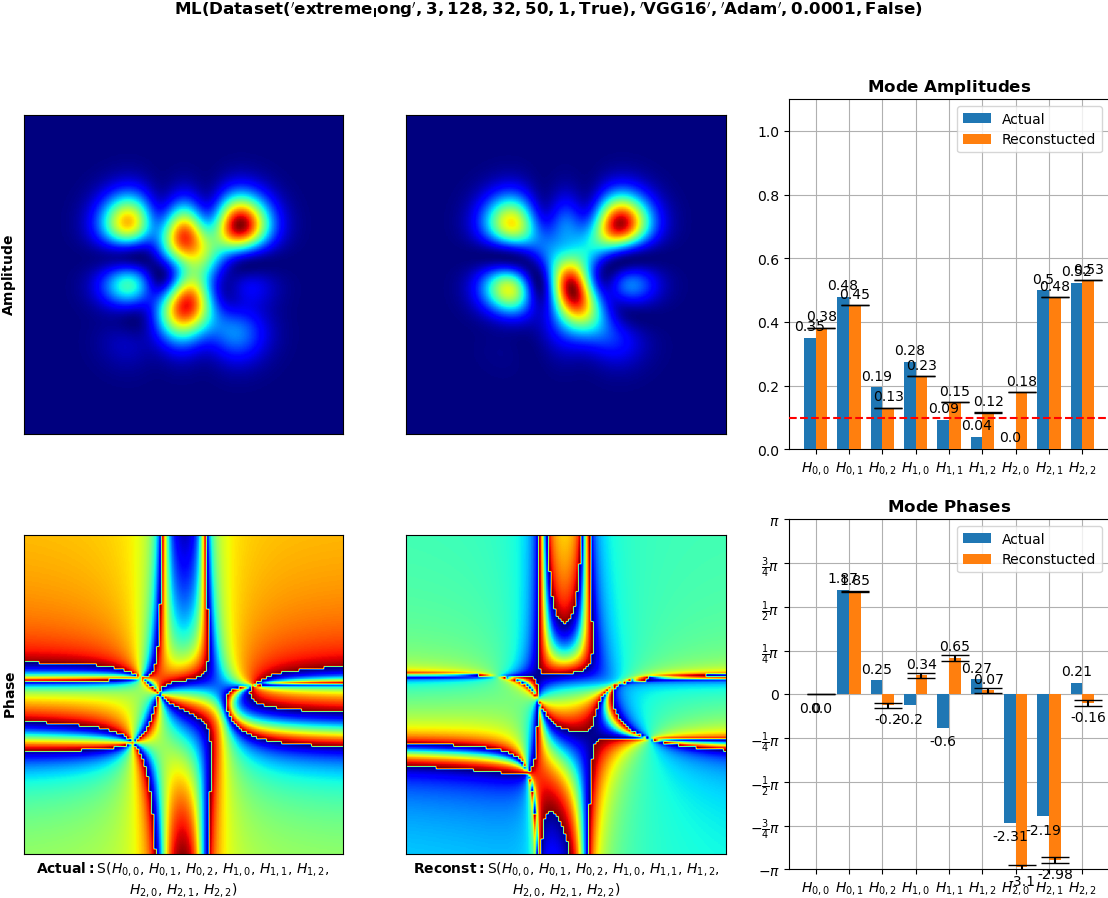 ML(Dataset('extreme_long', 3, 128, 32, 50, 1, True), 'VGG16', 'Adam', 0.0001, False)
Amplitude
Mode Amplitudes
Actual
Reconstucted
1.0
0.8
0.6
0.4
0.2
0.0
0.35 0.38 0.48 0.45 0.19 0.13 0.28 0.23 0.09 0.15 0.04 0.12 0.0 0.18 0.5 0.48 0.52 0.53
H0,0 H0,1 H0,2 H1,0 H1,1 H1,2 H2,0 H2,1 H2,2
Phase
Actual: S(H0,0, H0,1, H0,2, H1,0, H1,1, H1,2,
H2,0, H2,1, H2,2)
Reconst: S(H0,0, H0,1, H0,2, H1,0, H1,1, H1,2,
H2,0, H2,1, H2,2)
Mode Phases
Actual
Reconstucted
π
3/4π
1/2π
1/4π
0
−1/4π
−1/2π
−3/4π
−π
0.0 0.0 1.87 1.85 0.25 -0.2 -0.2 0.34 -0.6 0.65 0.27 0.07 -2.31 -3.1 -2.19 -2.98 0.21 -0.16
H0,0 H0,1 H0,2 H1,0 H1,1 H1,2 H2,0 H2,1 H2,2